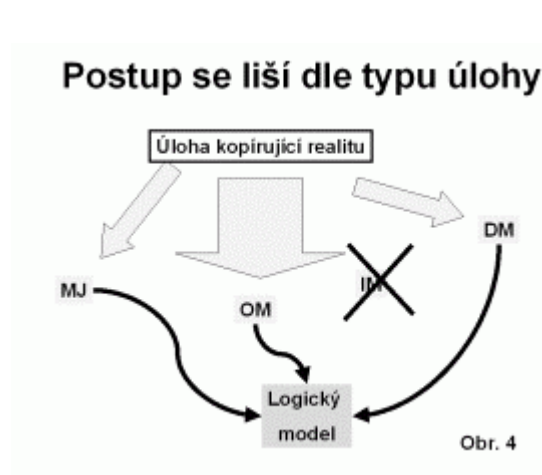 Postup se liší dle typu úlohy
Úloha kopírující realitu
DM
IM
MJ
OM
Logický
model
Obr. 4